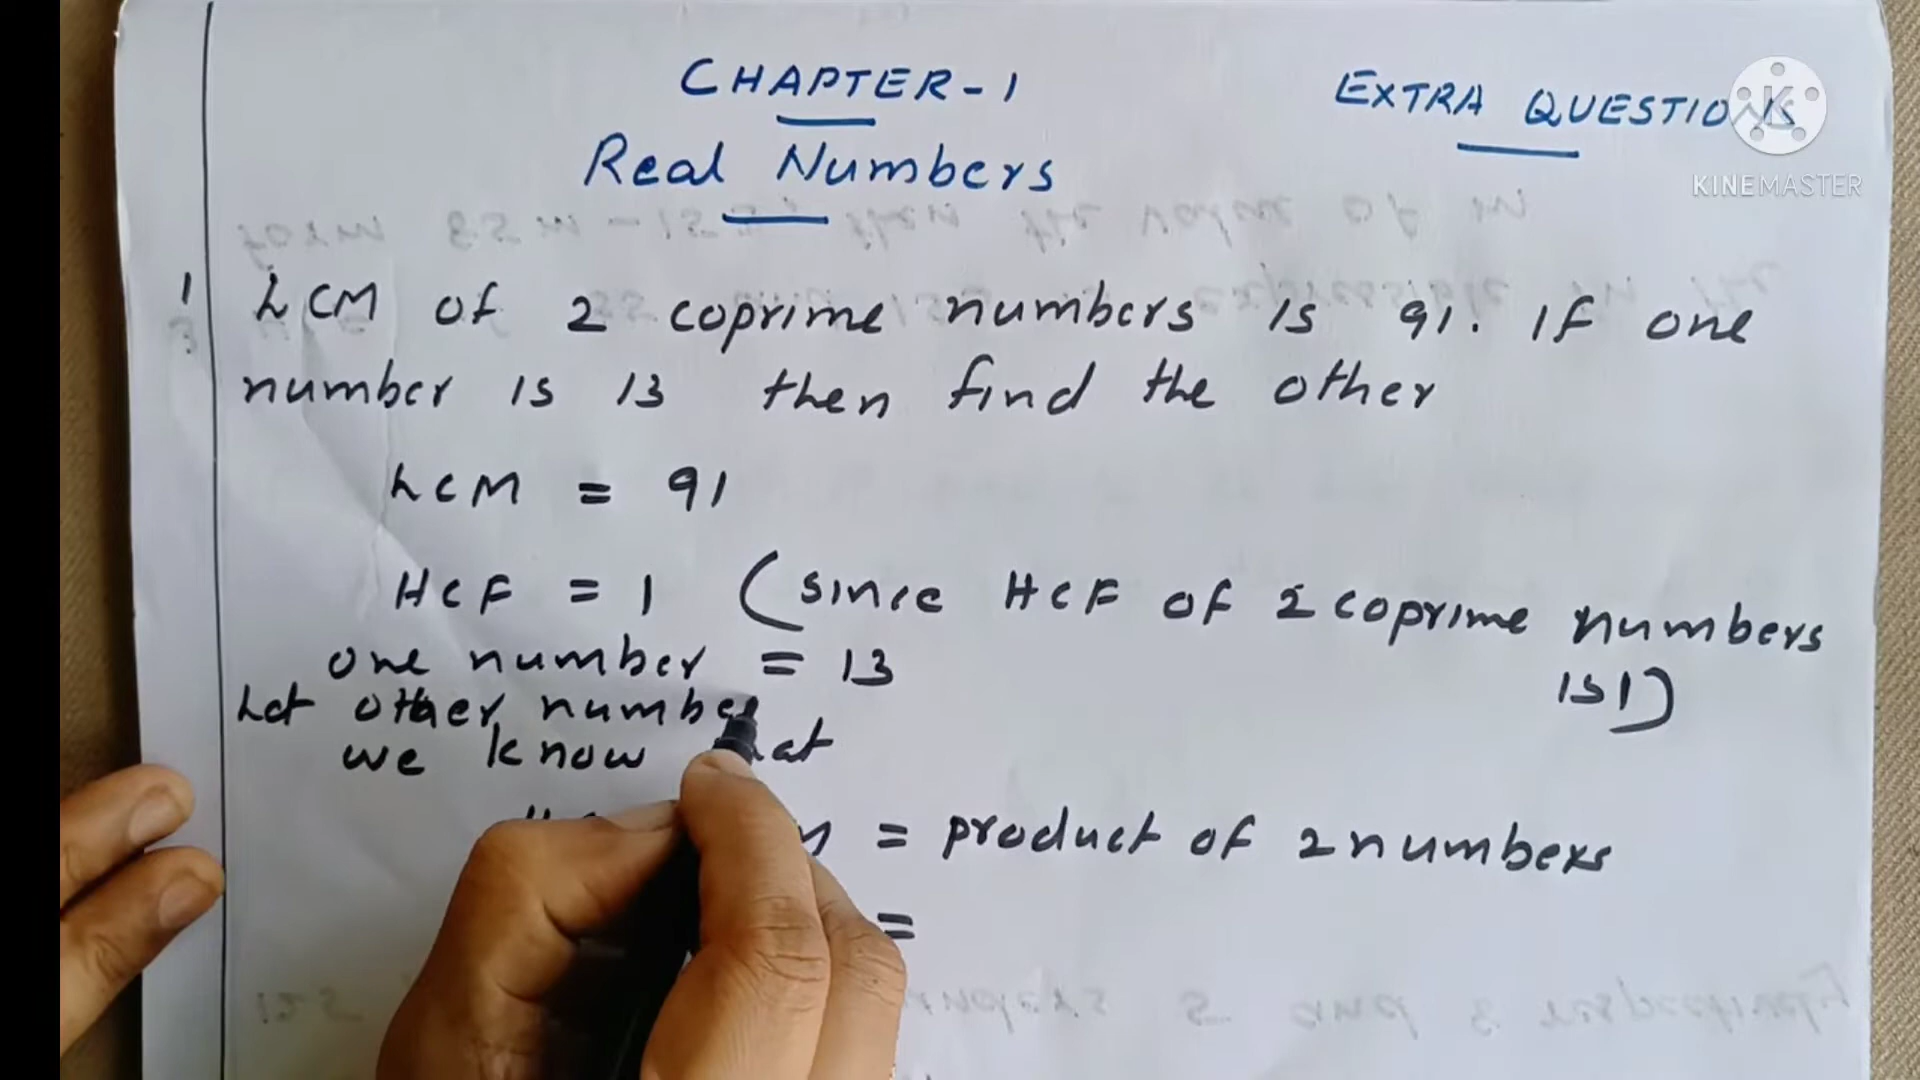 CHAPTER-1
EXTRA QUESTIONS
KINEMASTER
Real Numbers
1 LCM of 2 coprime numbers is 91. If one
number is 13 then find the other
LCM = 91
HCF = 1 (since HCF of 2 coprime numbers
is 1)
one number = 13
Let other number
we know that
= product of 2 numbers
=